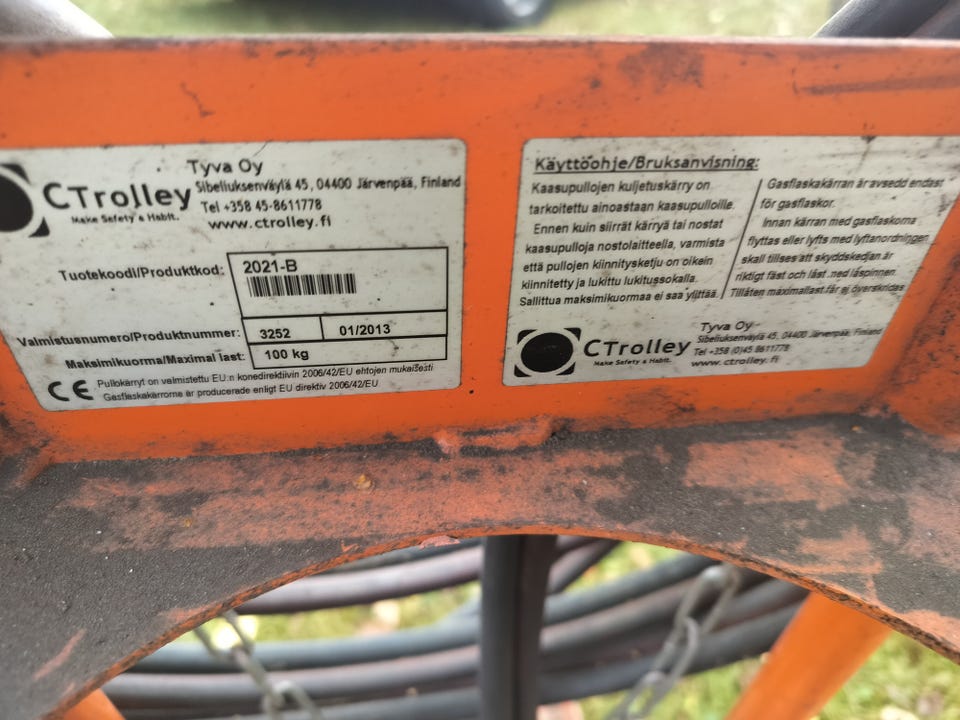 CTrolley
Make Safety a Habit.
Tyva Oy
Sibeliuksenväylä 45, 04400 Järvenpää, Finland
Tel +358 45-8611778
www.ctrolley.fi
Tuotekoodi/Produktkod: 2021-B
Valmistusnumero/Produktnummer: 3252 01/2013
Maksimikuorma/Maximal last: 100 kg
CE Pullokärryt on valmistettu EU:n konedirektiivin 2006/42/EU ehtojen mukaisesti
Gasflaskakärrorna är producerade enligt EU direktiv 2006/42/EU
Käyttöohje/Bruksanvisning:
Kaasupullojen kuljetuskärry on
tarkoitettu ainoastaan kaasupulloille.
Ennen kuin siirrät kärryä tai nostat
kaasupulloja nostolaitteella, varmista
että pullojen kiinnitysketju on oikein
kiinnitetty ja lukittu lukitussokalla.
Sallittua maksimikuormaa ei saa ylittää.
Gasflaskakärran är avsedd endast
för gasflaskor.
Innan kärran med gasflaskorna
flyttas eller lyfts med lyftanordningen
skall tillses att skyddskedjan är
riktigt fäst och låst med låspinnen.
Tillåten maximallast får ej överskridas
CTrolley
Make Safety a Habit.
Tyva Oy
Sibeliuksenväylä 45, 04400 Järvenpää, Finland
Tel +358 (0)45 8611778
www.ctrolley.fi